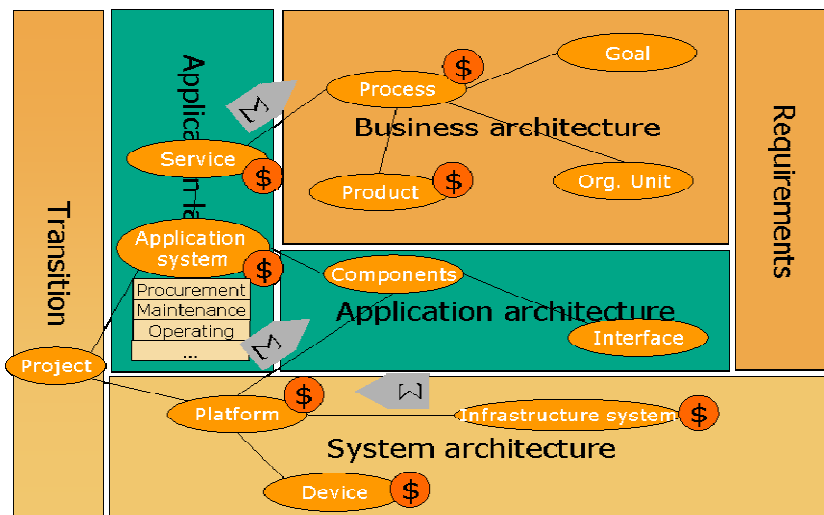 Goal
$
Process
Σ
Business architecture
Service
$
Product
$
Org. Unit
Transition
Requirements
Application
system
$
Components
Procurement
Maintenance
Operating
...
Application architecture
Σ
Interface
Project
Σ
$
Platform
Infrastructure system
$
System architecture
Device
$